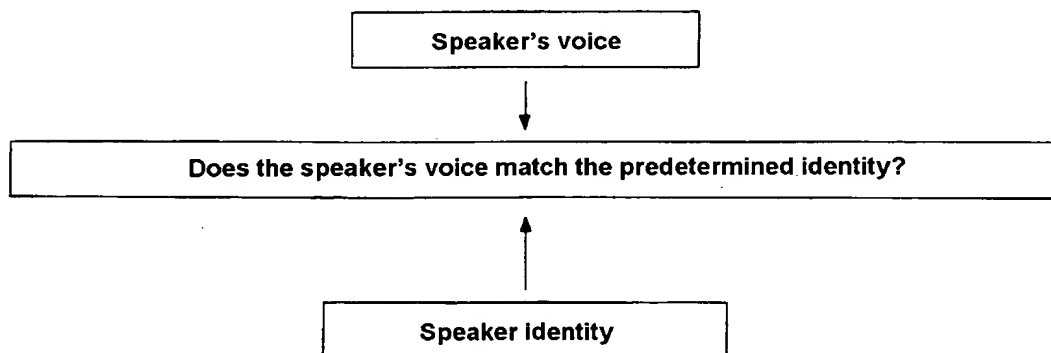 Speaker's voice
Does the speaker's voice match the predetermined identity?
Speaker identity